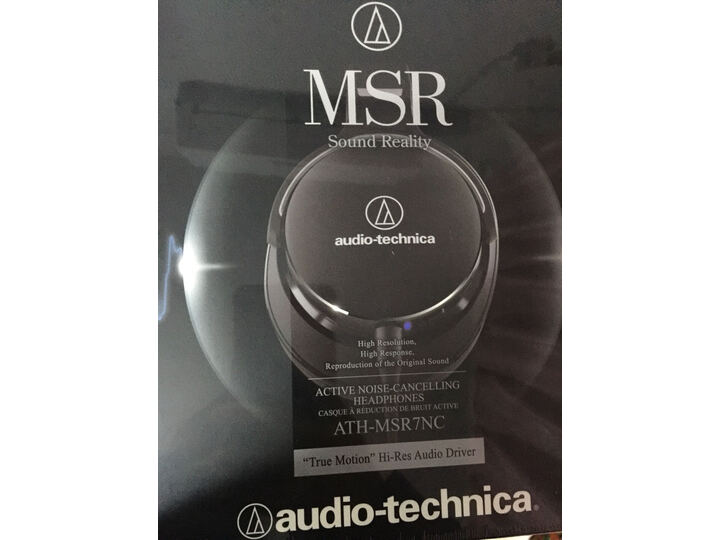 MSR
Sound Reality
audio-technica
High Resolution,
High Response,
Reproduction of the Original Sound
ACTIVE NOISE-CANCELLING
HEADPHONES
CASQUE À RÉDUCTION DE BRUIT ACTIVE
ATH-MSR7NC
“True Motion” Hi-Res Audio Driver
audio-technica®